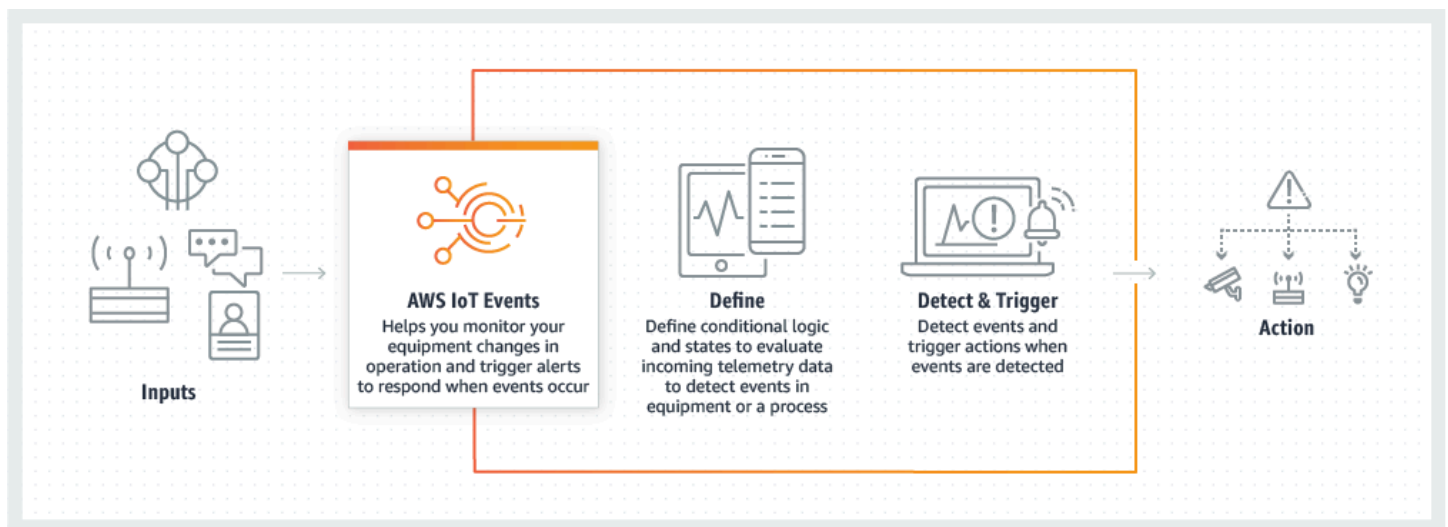 Inputs
AWS IoT Events
Helps you monitor your
equipment changes in
operation and trigger alerts
to respond when events occur
Define
Define conditional logic
and states to evaluate
incoming telemetry data
to detect events in
equipment or a process
Detect & Trigger
Detect events and
trigger actions when
events are detected
Action